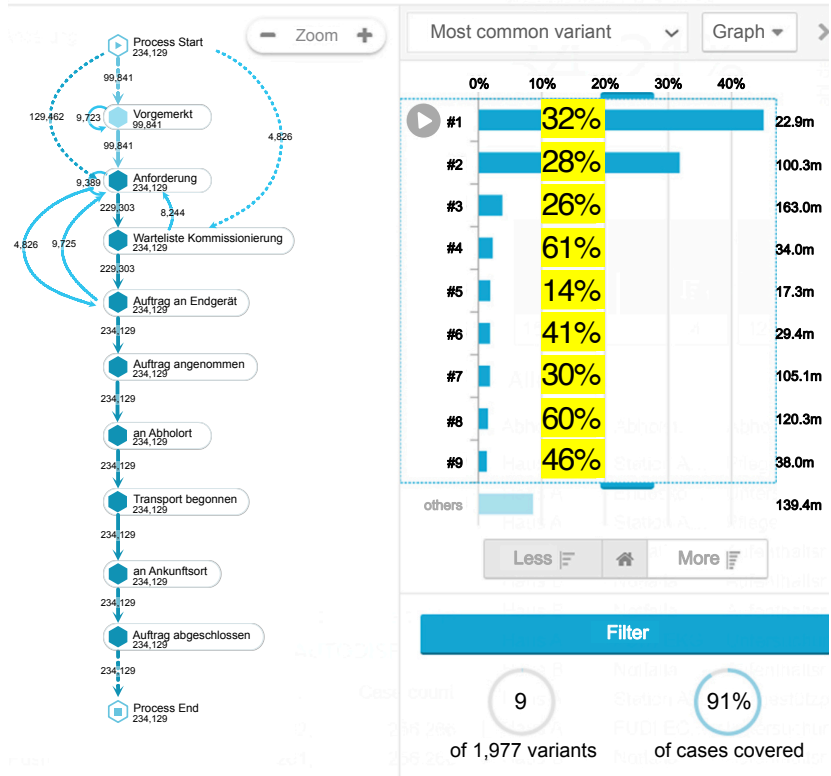 Process Start
234,129
99,841
129,462
9,723
Vorgemerkt
99,841
4,826
99,841
9,389
Anforderung
234,129
229,303
8,244
4,826
9,725
Warteliste Kommissionierung
234,129
229,303
Auftrag an Endgerät
234,129
234,129
Auftrag angenommen
234,129
234,129
an Abholort
234,129
234,129
Transport begonnen
234,129
234,129
an Ankunftsort
234,129
234,129
Auftrag abgeschlossen
234,129
234,129
Process End
234,129
Zoom
Most common variant
Graph
0% 10% 20% 30% 40%
#1 32% 22.9m
#2 28% 100.3m
#3 26% 163.0m
#4 61% 34.0m
#5 14% 17.3m
#6 41% 29.4m
#7 30% 105.1m
#8 60% 120.3m
#9 46% 38.0m
others 139.4m
Less
More
Filter
9
of 1,977 variants
91%
of cases covered